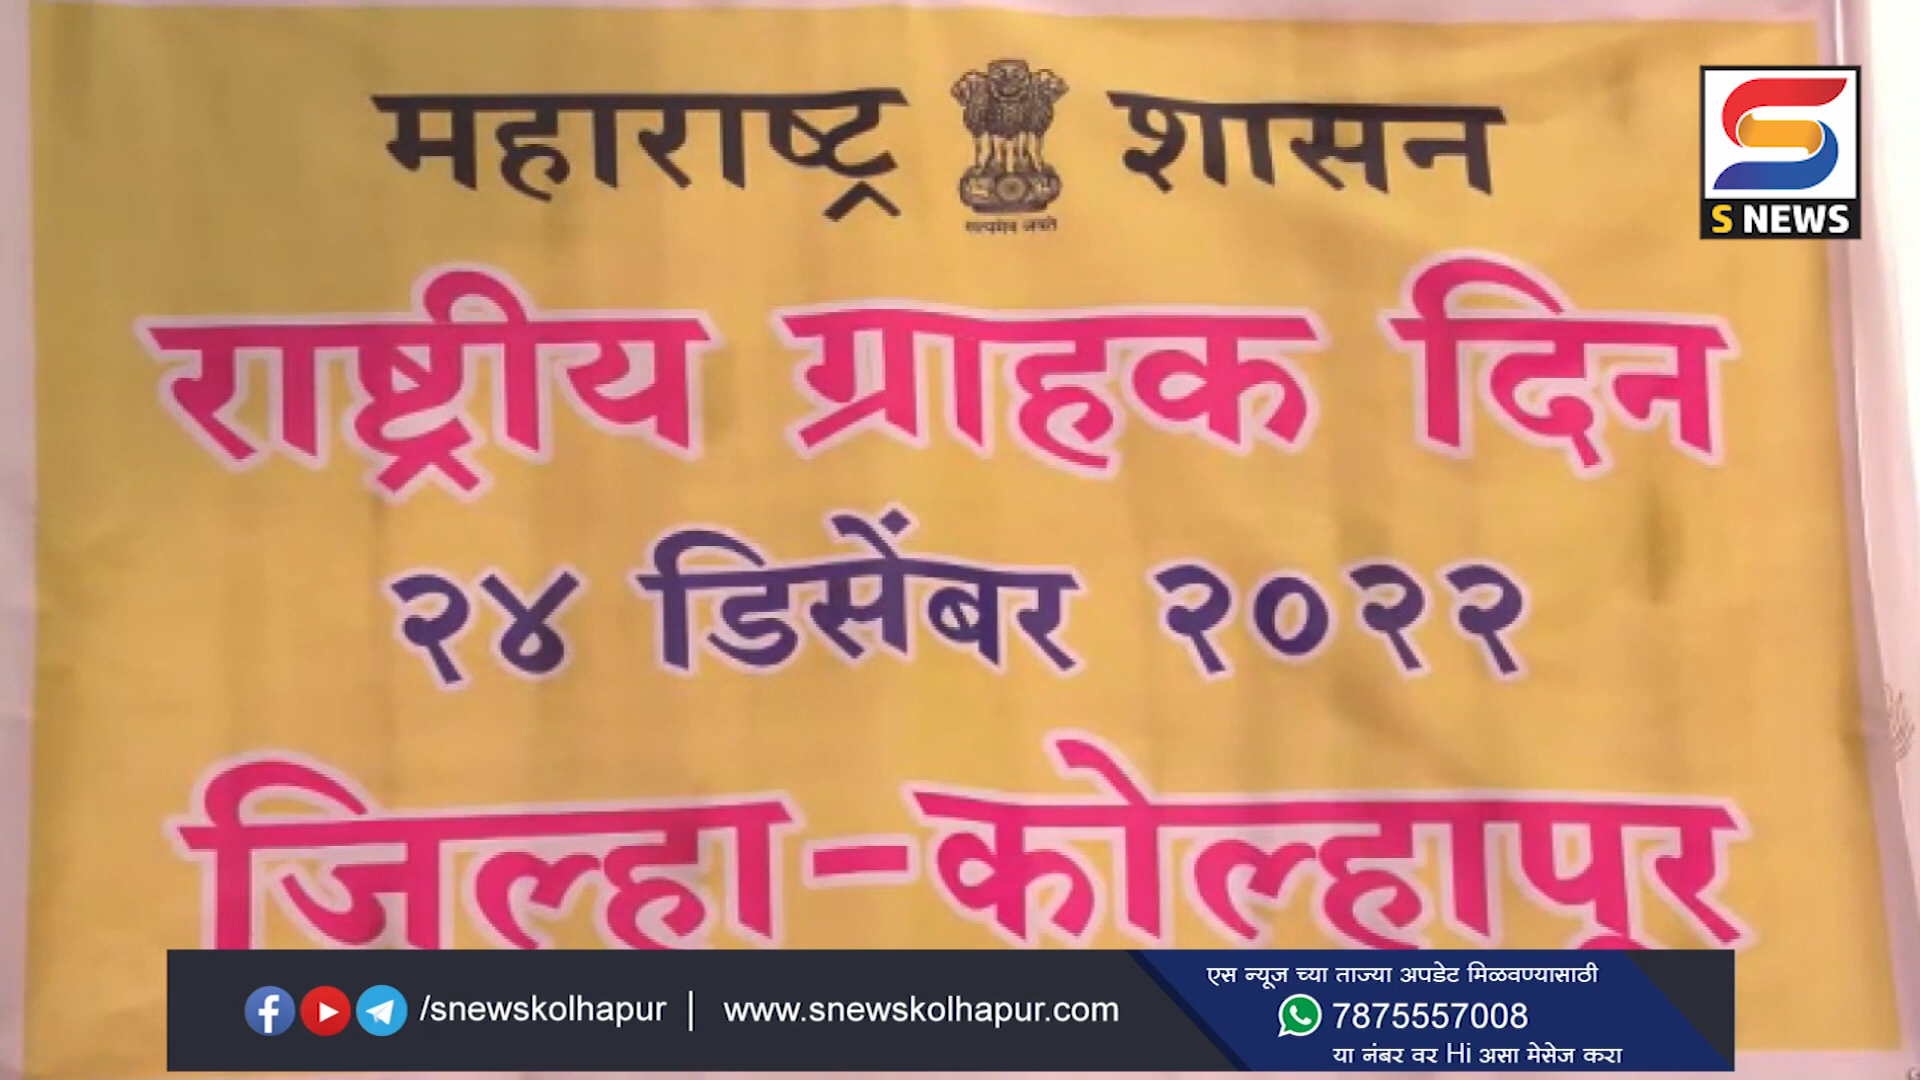 महाराष्ट्र शासन
सत्यमेव जयते
S NEWS
राष्ट्रीय ग्राहक दिन
२४ डिसेंबर २०२२
जिल्हा-कोल्हापूर
एस न्यूज च्या ताज्या अपडेट मिळवण्यासाठी
/snewskolhapur | www.snewskolhapur.com
7875557008
या नंबर वर Hi असा मेसेज करा